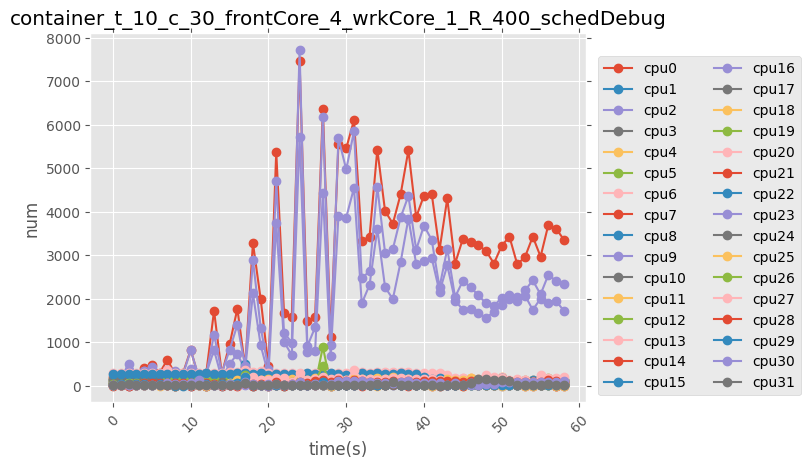 container_t_10_c_30_frontCore_4_wrkCore_1_R_400_schedDebug
8000
7000
6000
5000
4000
3000
2000
1000
0
num
0
10
20
30
40
50
60
time(s)
cpu0
cpu1
cpu2
cpu3
cpu4
cpu5
cpu6
cpu7
cpu8
cpu9
cpu10
cpu11
cpu12
cpu13
cpu14
cpu15
cpu16
cpu17
cpu18
cpu19
cpu20
cpu21
cpu22
cpu23
cpu24
cpu25
cpu26
cpu27
cpu28
cpu29
cpu30
cpu31